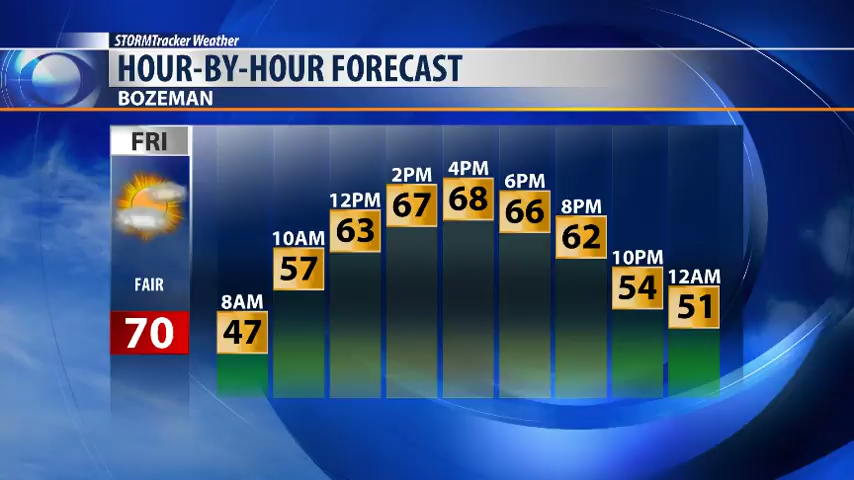 STORMTracker Weather
HOUR-BY-HOUR FORECAST
BOZEMAN
FRI
FAIR
70
8AM
47
10AM
57
12PM
63
2PM
67
4PM
68
6PM
66
8PM
62
10PM
54
12AM
51